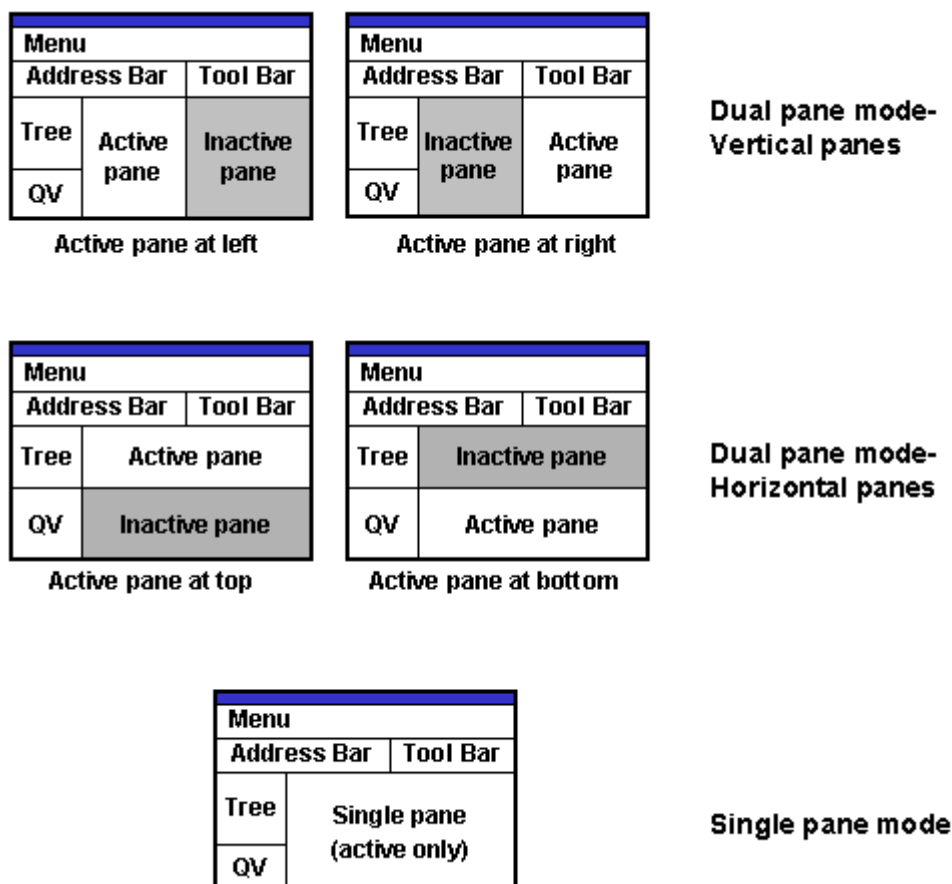 Menu
Address Bar Tool Bar
Tree
QV
Active
pane
Inactive
pane
Active pane at left
Menu
Address Bar Tool Bar
Tree
QV
Inactive
pane
Active
pane
Active pane at right
Dual pane mode-
Vertical panes
Menu
Address Bar Tool Bar
Tree
Active pane
QV
Inactive pane
Active pane at top
Menu
Address Bar Tool Bar
Tree
Inactive pane
QV
Active pane
Active pane at bottom
Dual pane mode-
Horizontal panes
Menu
Address Bar Tool Bar
Tree
QV
Single pane
(active only)
Single pane mode